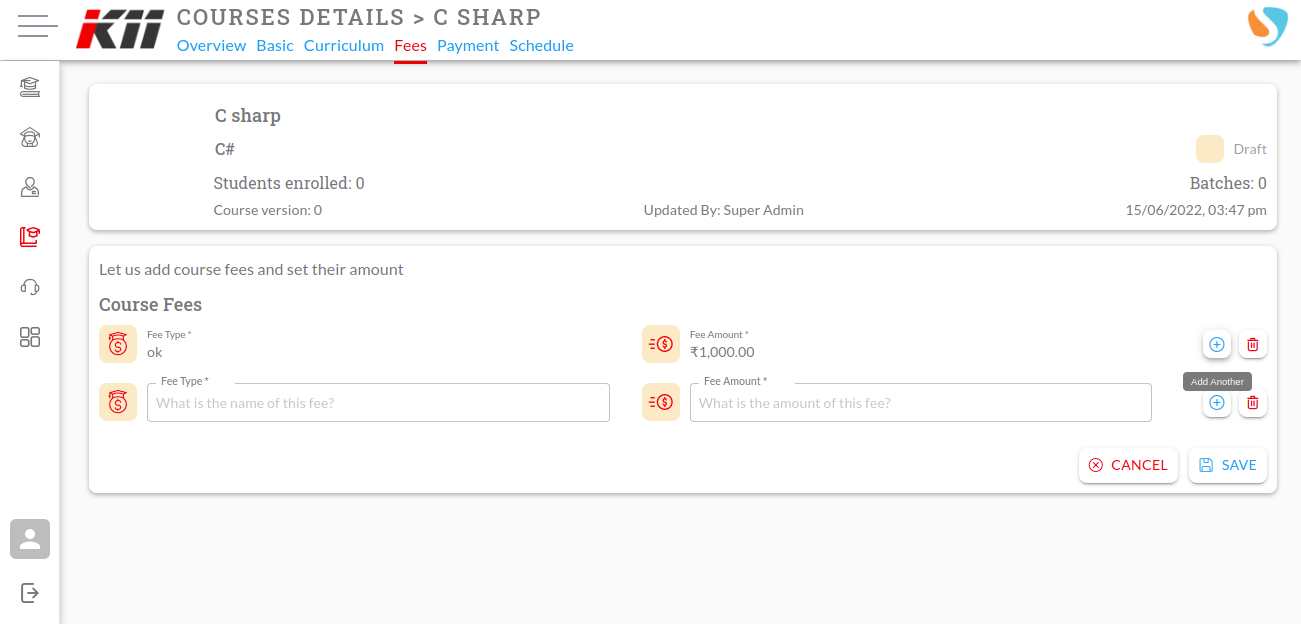 KII
COURSES DETAILS > C SHARP
Overview Basic Curriculum Fees Payment Schedule
C sharp
C#
Draft
Students enrolled: 0
Batches: 0
Course version: 0
Updated By: Super Admin
15/06/2022, 03:47 pm
Let us add course fees and set their amount
Course Fees
Fee Type *
Fee Amount *
ok
₹1,000.00
Add Another
Fee Type *
Fee Amount *
What is the name of this fee?
What is the amount of this fee?
CANCEL
SAVE